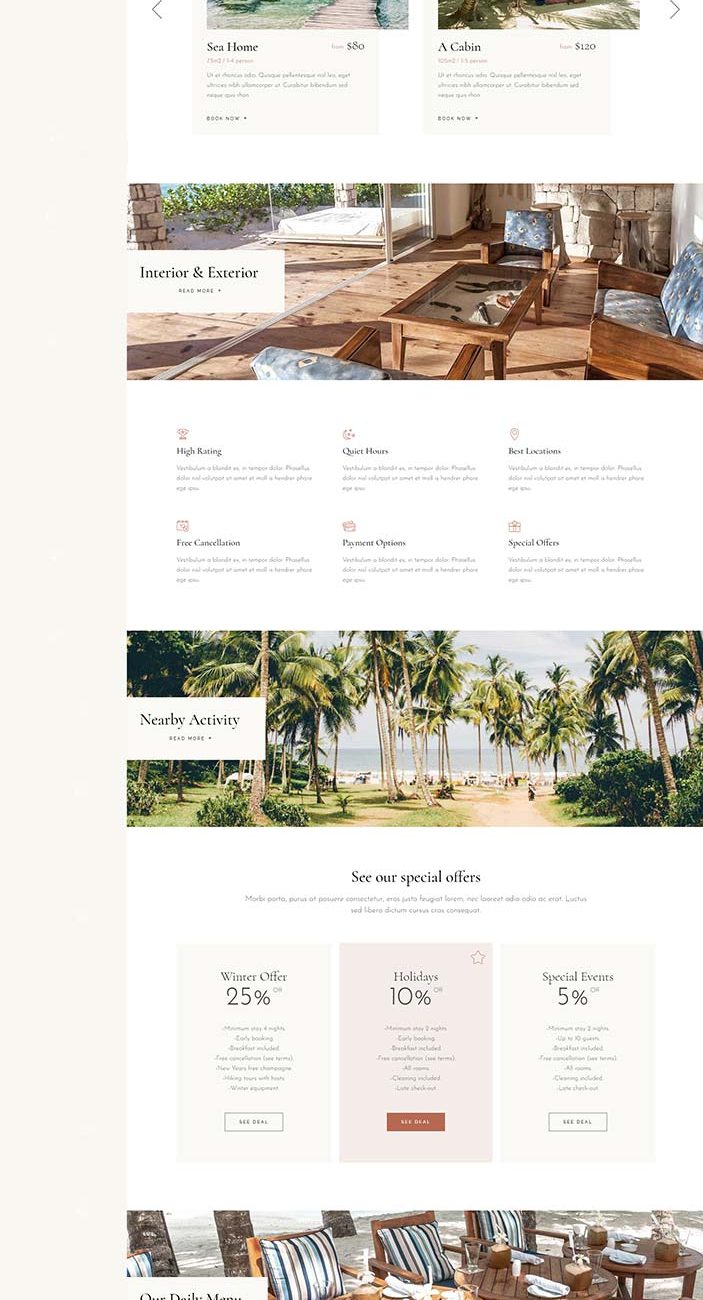 Sea Home from $80
75m2 / 1-4 person
Ut et rhoncus odio. Quisque pellentesque nisl leo, eget
ultricies nibh ullamcorper ut. Curabitur bibendum sed
neque quis rhon
BOOK NOW
A Cabin from $120
105m2 / 1-5 person
Ut et rhoncus odio. Quisque pellentesque nisl leo, eget
ultricies nibh ullamcorper ut. Curabitur bibendum sed
neque quis rhon
BOOK NOW
Interior & Exterior
READ MORE
High Rating
Vestibulum a blandit ex, in tempor dolor. Phasellus
dolor nisl volutpat sit amet et moll is hendrer phare
ege ipsu.
Quiet Hours
Vestibulum a blandit ex, in tempor dolor. Phasellus
dolor nisl volutpat sit amet et moll is hendrer phare
ege ipsu.
Best Locations
Vestibulum a blandit ex, in tempor dolor. Phasellus
dolor nisl volutpat sit amet et moll is hendrer phare
ege ipsu.
Free Cancellation
Vestibulum a blandit ex, in tempor dolor. Phasellus
dolor nisl volutpat sit amet et moll is hendrer phare
ege ipsu.
Payment Options
Vestibulum a blandit ex, in tempor dolor. Phasellus
dolor nisl volutpat sit amet et moll is hendrer phare
ege ipsu.
Special Offers
Vestibulum a blandit ex, in tempor dolor. Phasellus
dolor nisl volutpat sit amet et moll is hendrer phare
ege ipsu.
Nearby Activity
READ MORE
See our special offers
Morbi porta, purus at posuere consectetur, eros justo feugiat lorem, nec laoreet odio odio ac erat. Luctus
sed libero dictum cursus cras consequat.
Winter Offer
25% Off
-Minimum stay 4 nights.
-Early booking.
-Breakfast included.
-Free cancellation (see terms).
-New Years free champagne.
-Hiking tours with hosts.
-Winter equipment.
SEE DEAL
Holidays
10% Off
-Minimum stay 2 nights.
-Early booking.
-Breakfast included.
-Free cancellation (see terms).
-All rooms.
-Cleaning included.
-Late check-out.
SEE DEAL
Special Events
5% Off
-Minimum stay 2 nights.
-Up to 10 guests.
-Breakfast included.
-Free cancellation (see terms).
-All rooms.
-Cleaning included.
-Late check-out.
SEE DEAL
Our Daily Menu